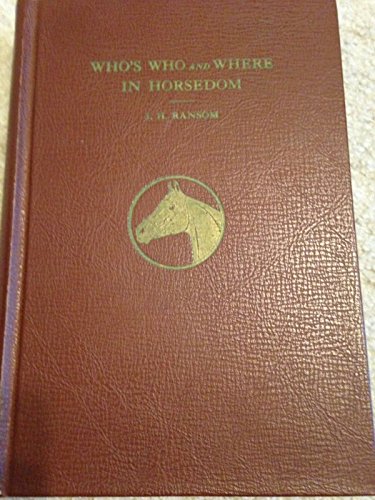 WHO'S WHO AND WHERE
IN HORSEDOM
J. H. RANSOM